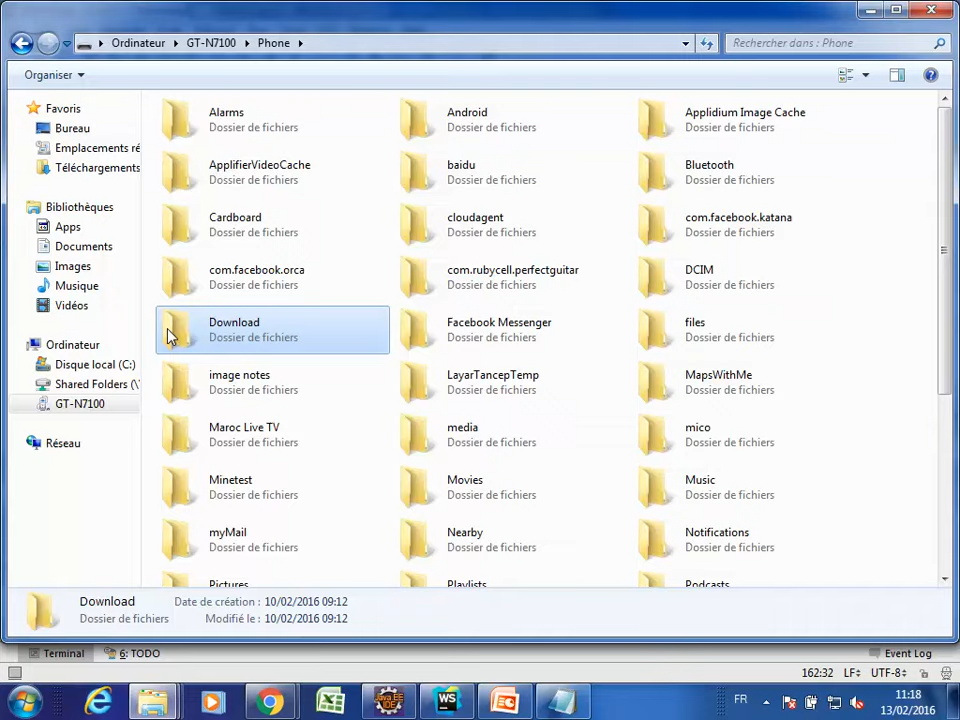 Ordinateur GT-N7100 Phone
Rechercher dans : Phone
Organiser
Favoris
Bureau
Emplacements ré
Téléchargements
Bibliothèques
Apps
Documents
Images
Musique
Vidéos
Ordinateur
Disque local (C:)
Shared Folders (\
GT-N7100
Réseau
Alarms
Dossier de fichiers
Android
Dossier de fichiers
Applidium Image Cache
Dossier de fichiers
ApplifierVideoCache
Dossier de fichiers
baidu
Dossier de fichiers
Bluetooth
Dossier de fichiers
Cardboard
Dossier de fichiers
cloudagent
Dossier de fichiers
com.facebook.katana
Dossier de fichiers
com.facebook.orca
Dossier de fichiers
com.rubycell.perfectguitar
Dossier de fichiers
DCIM
Dossier de fichiers
Download
Dossier de fichiers
Facebook Messenger
Dossier de fichiers
files
Dossier de fichiers
image notes
Dossier de fichiers
LayarTancepTemp
Dossier de fichiers
MapsWithMe
Dossier de fichiers
Maroc Live TV
Dossier de fichiers
media
Dossier de fichiers
mico
Dossier de fichiers
Minetest
Dossier de fichiers
Movies
Dossier de fichiers
Music
Dossier de fichiers
myMail
Dossier de fichiers
Nearby
Dossier de fichiers
Notifications
Dossier de fichiers
Pictures
Playlists
Podcasts
Download Date de création : 10/02/2016 09:12
Dossier de fichiers Modifié le : 10/02/2016 09:12
Terminal 6: TODO Event Log
162:32 LF UTF-8
Java EE
IDE
WS
FR
11:18
13/02/2016